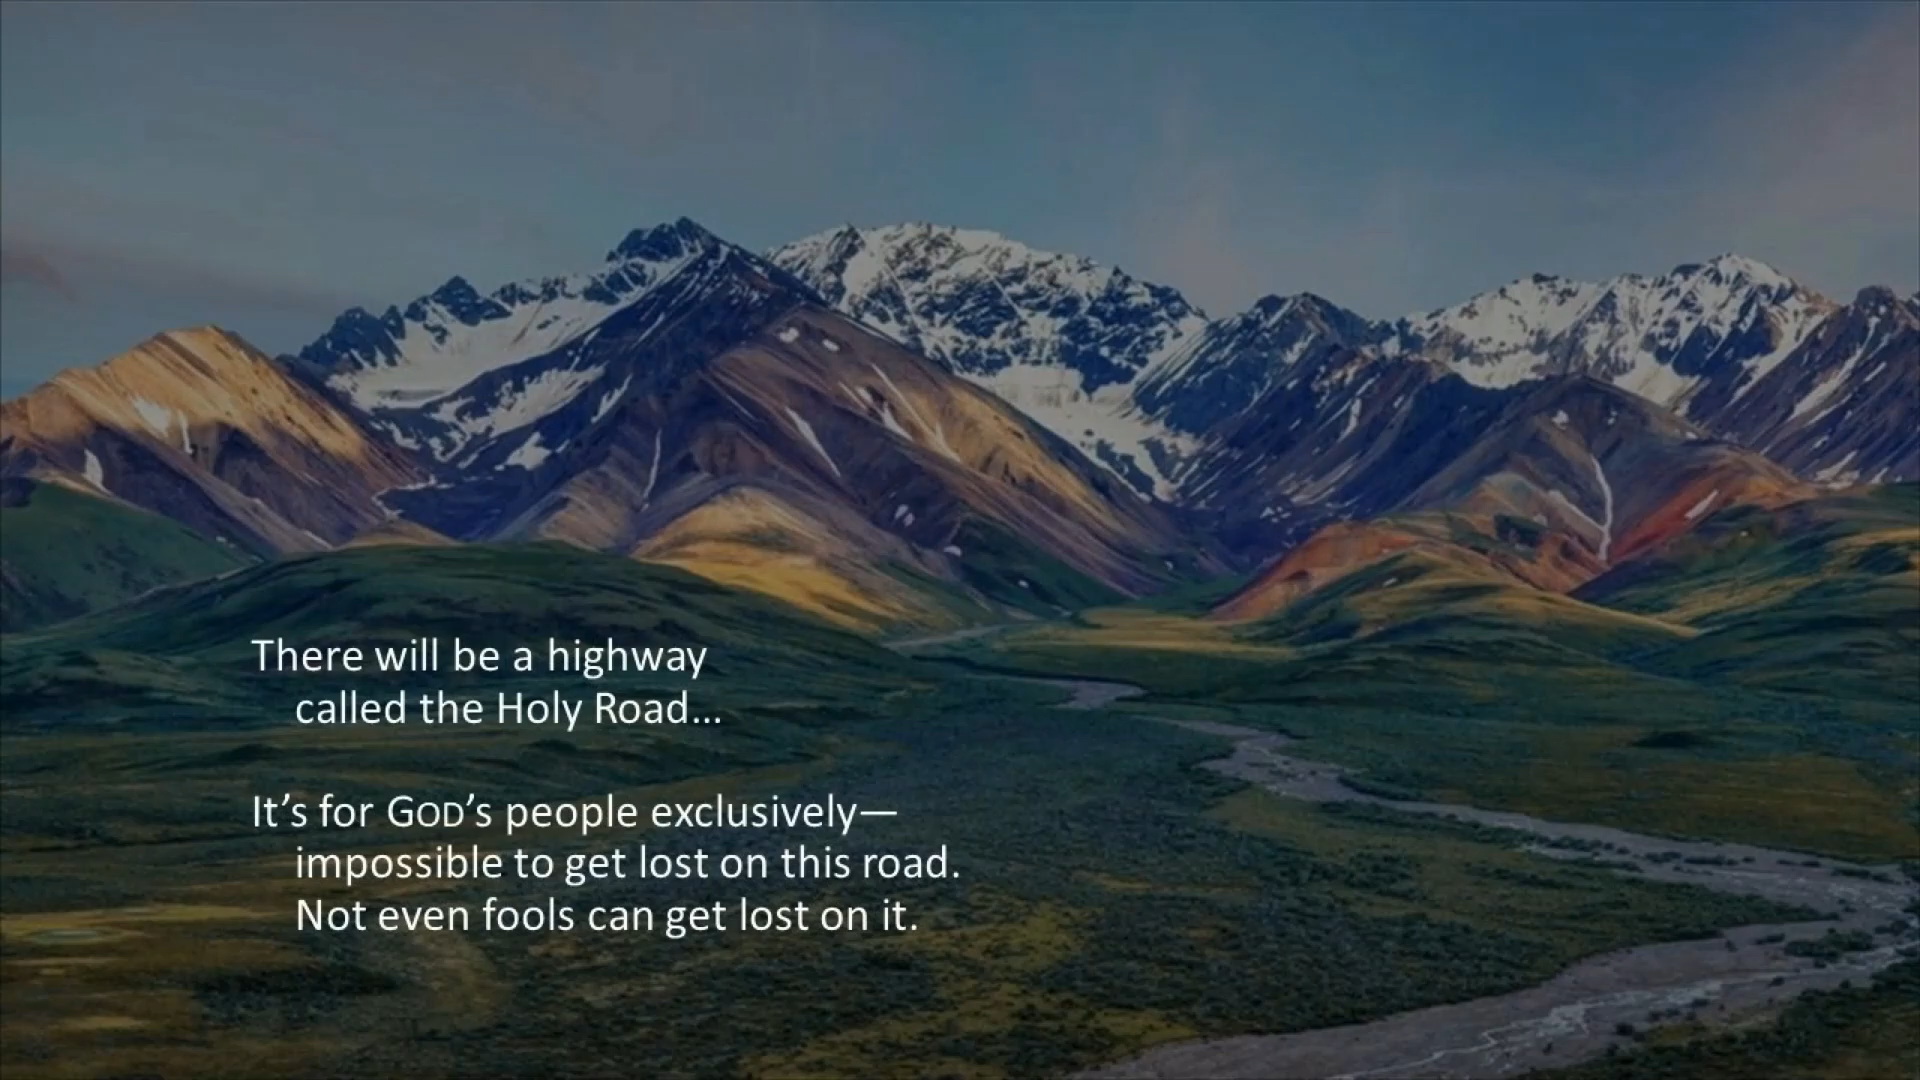 There will be a highway
called the Holy Road...
It’s for GOD’s people exclusively—
impossible to get lost on this road.
Not even fools can get lost on it.